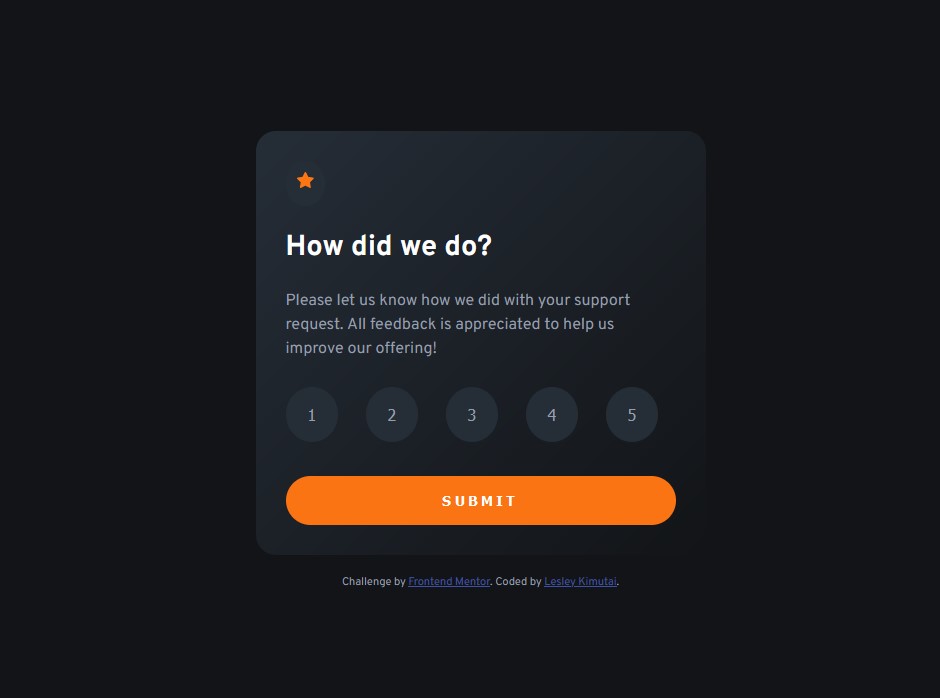 How did we do?
Please let us know how we did with your support
request. All feedback is appreciated to help us
improve our offering!
1 2 3 4 5
SUBMIT
Challenge by Frontend Mentor. Coded by Lesley Kimutai.